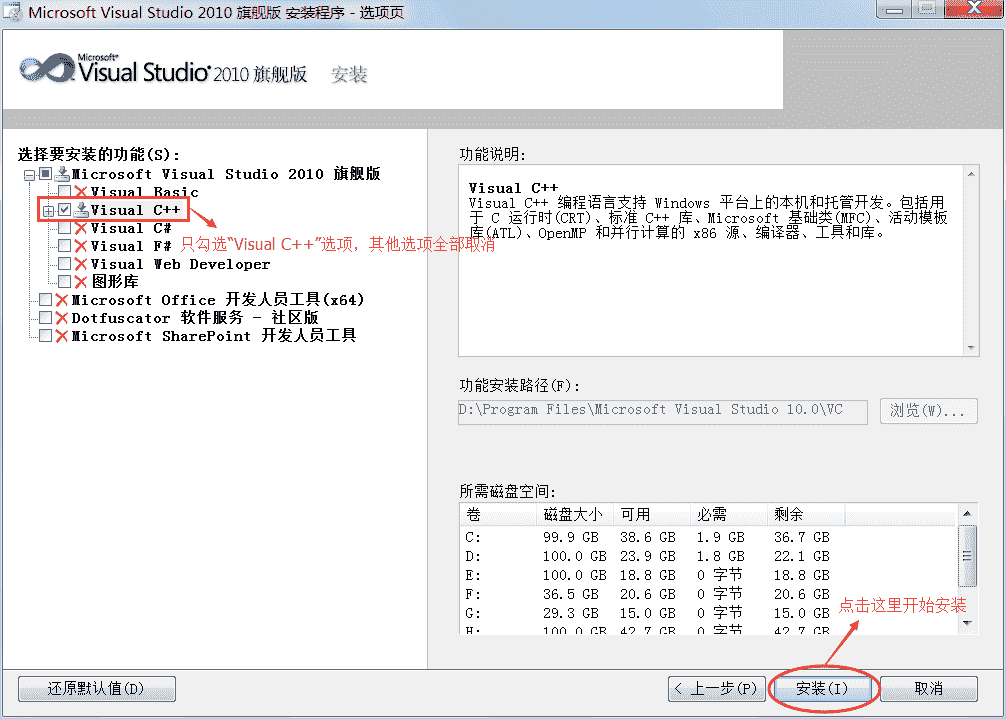 Microsoft Visual Studio 2010 旗舰版 安装程序 - 选项页
Microsoft®
Visual Studio® 2010 旗舰版 安装
选择要安装的功能(S):
Microsoft Visual Studio 2010 旗舰版
Visual Basic
Visual C++
Visual C#
Visual F#
只勾选“Visual C++”选项，其他选项全部取消
Visual Web Developer
图形库
Microsoft Office 开发人员工具(x64)
Dotfuscator 软件服务 - 社区版
Microsoft SharePoint 开发人员工具
功能说明:
Visual C++
Visual C++ 编程语言支持 Windows 平台上的本机和托管开发。包括用
于 C 运行时(CRT)、标准 C++ 库、Microsoft 基础类(MFC)、活动模板
库(ATL)、OpenMP 和并行计算的 x86 源、编译器、工具和库。
功能安装路径(F):
D:\Program Files\Microsoft Visual Studio 10.0\VC
浏览(W)...
所需磁盘空间:
卷 磁盘大小 可用 必需 剩余
C: 99.9 GB 38.6 GB 1.9 GB 36.7 GB
D: 100.0 GB 23.9 GB 1.8 GB 22.1 GB
E: 100.0 GB 18.8 GB 0 字节 18.8 GB
F: 36.5 GB 20.6 GB 0 字节 20.6 GB
G: 29.3 GB 15.0 GB 0 字节 15.0 GB
H: 100.0 GB 42.7 GB 0 字节 42.7 GB
点击这里开始安装
还原默认值(D)
< 上一步(P)
安装(I)
取消